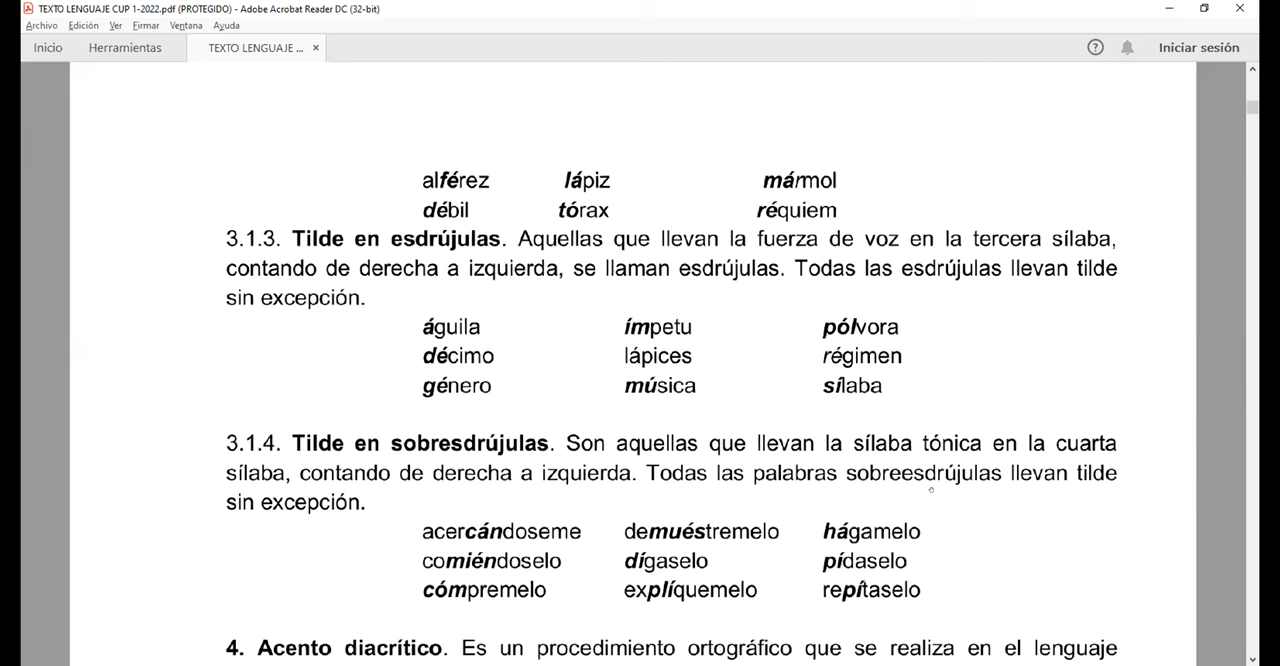 TEXTO LENGUAJE CUP 1-2022.pdf (PROTEGIDO) - Adobe Acrobat Reader DC (32-bit)
Archivo Edición Ver Firmar Ventana Ayuda
Inicio Herramientas TEXTO LENGUAJE ... × Iniciar sesión
alférez lápiz mármol
débil tórax réquiem
3.1.3. Tilde en esdrújulas. Aquellas que llevan la fuerza de voz en la tercera sílaba,
contando de derecha a izquierda, se llaman esdrújulas. Todas las esdrújulas llevan tilde
sin excepción.
águila ímpetu pólvora
décimo lápices régimen
género música sílaba
3.1.4. Tilde en sobresdrújulas. Son aquellas que llevan la sílaba tónica en la cuarta
sílaba, contando de derecha a izquierda. Todas las palabras sobreesdrújulas llevan tilde
sin excepción.
acercándoseme demuéstremelo hágamelo
comiéndoselo dígaselo pídaselo
cómpremelo explíquemelo repítaselo
4. Acento diacrítico. Es un procedimiento ortográfico que se realiza en el lenguaje